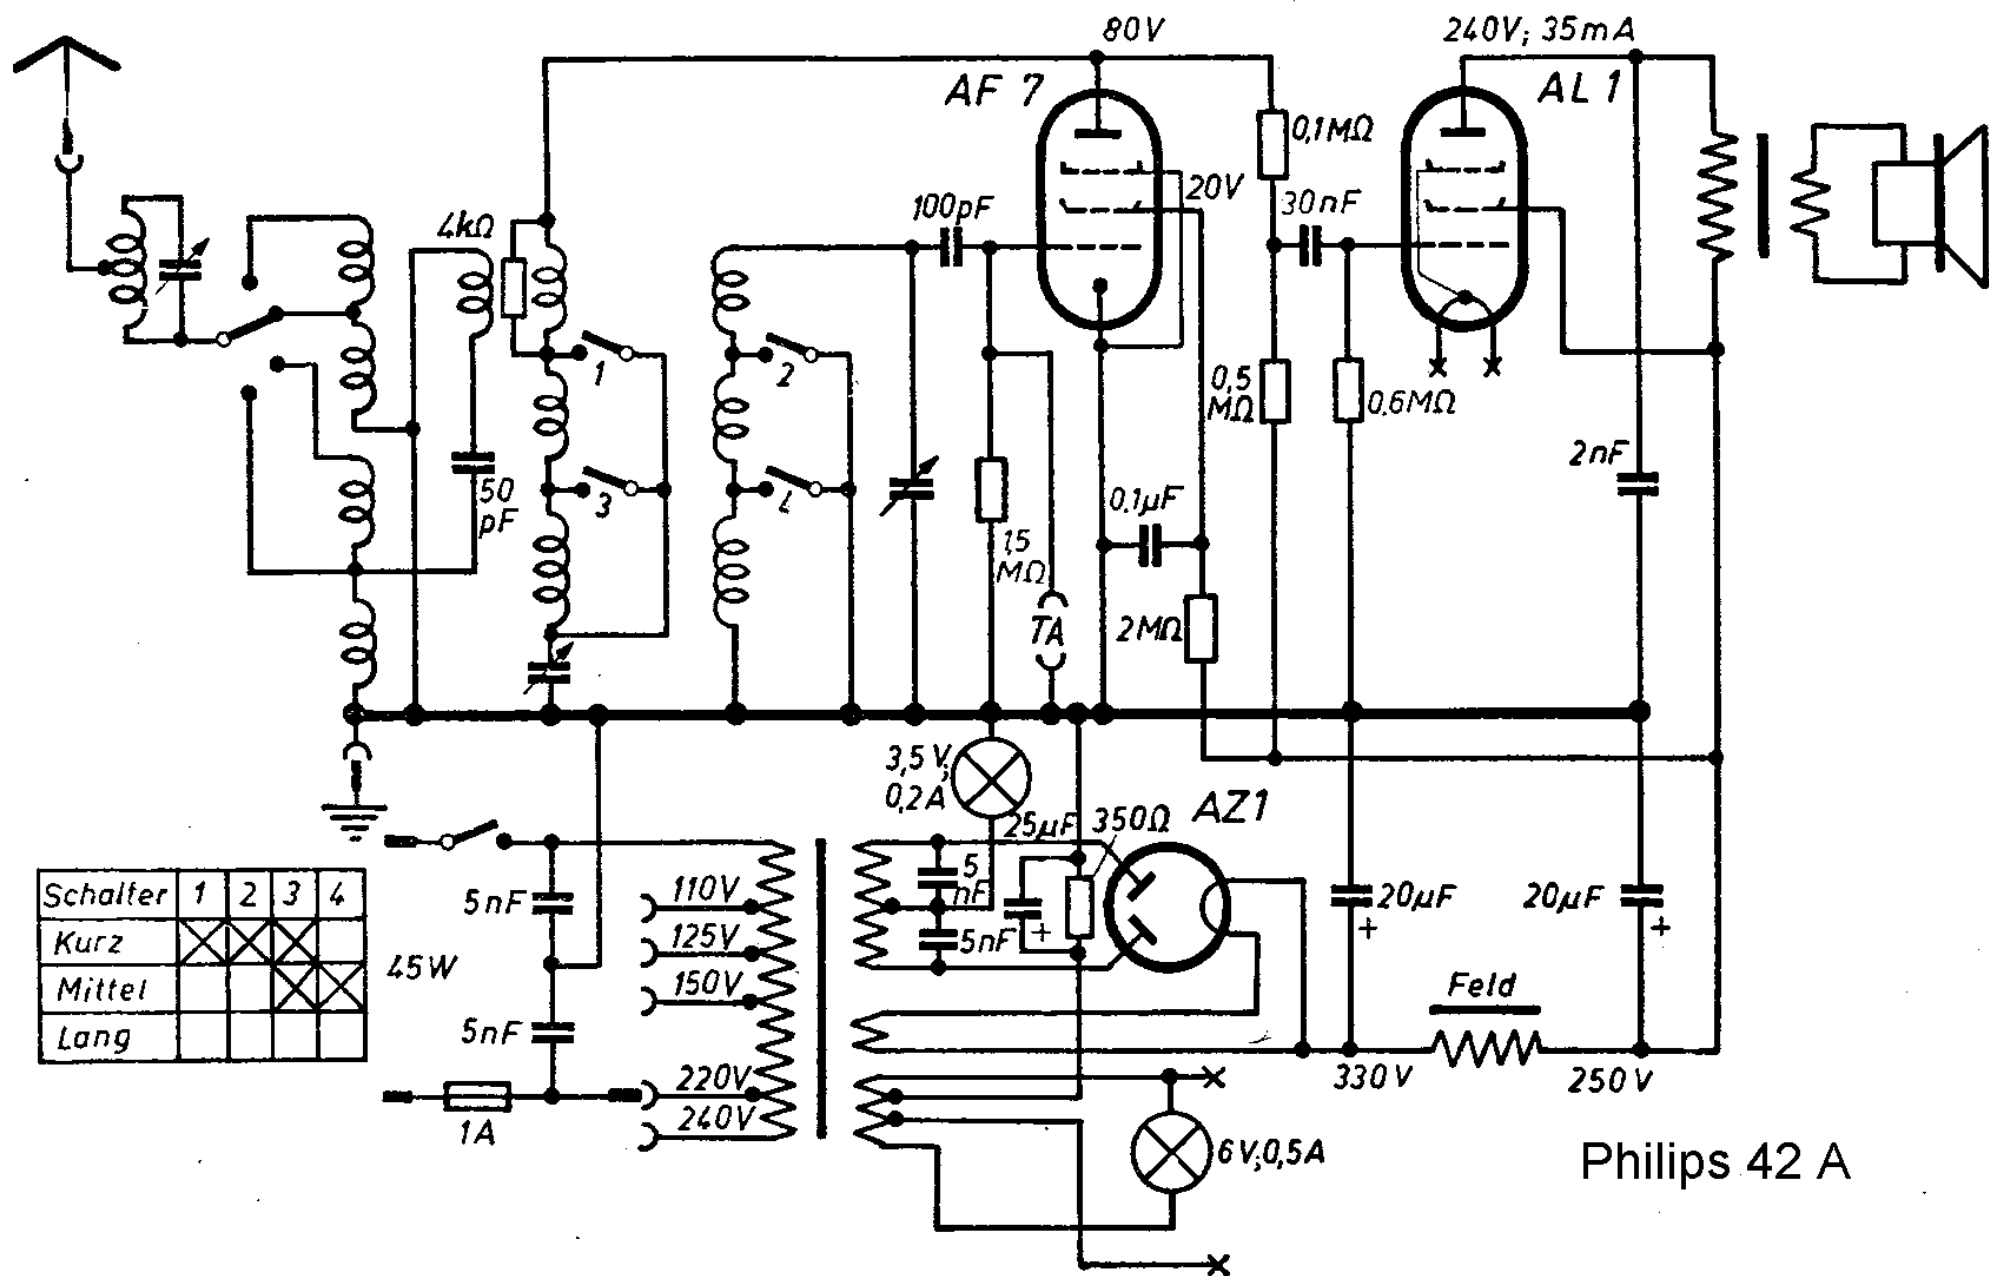 80V
240V; 35mA
AF 7
AL 1
0,1MΩ
20V
100pF
30nF
4kΩ
1
2
0,5
MΩ
0,6MΩ
2nF
50
pF
3
4
0,1µF
1,5
MΩ
TA
2MΩ
3,5V;
0,2A
AZ1
25µF
350Ω
5
nF
5nF
110V
5nF
20µF
+
20µF
+
+
125V
Schalter 1 2 3 4
Kurz
Mittel
Lang
45W
150V
Feld
5nF
220V
330V
250V
240V
1A
6V;0,5A
Philips 42 A